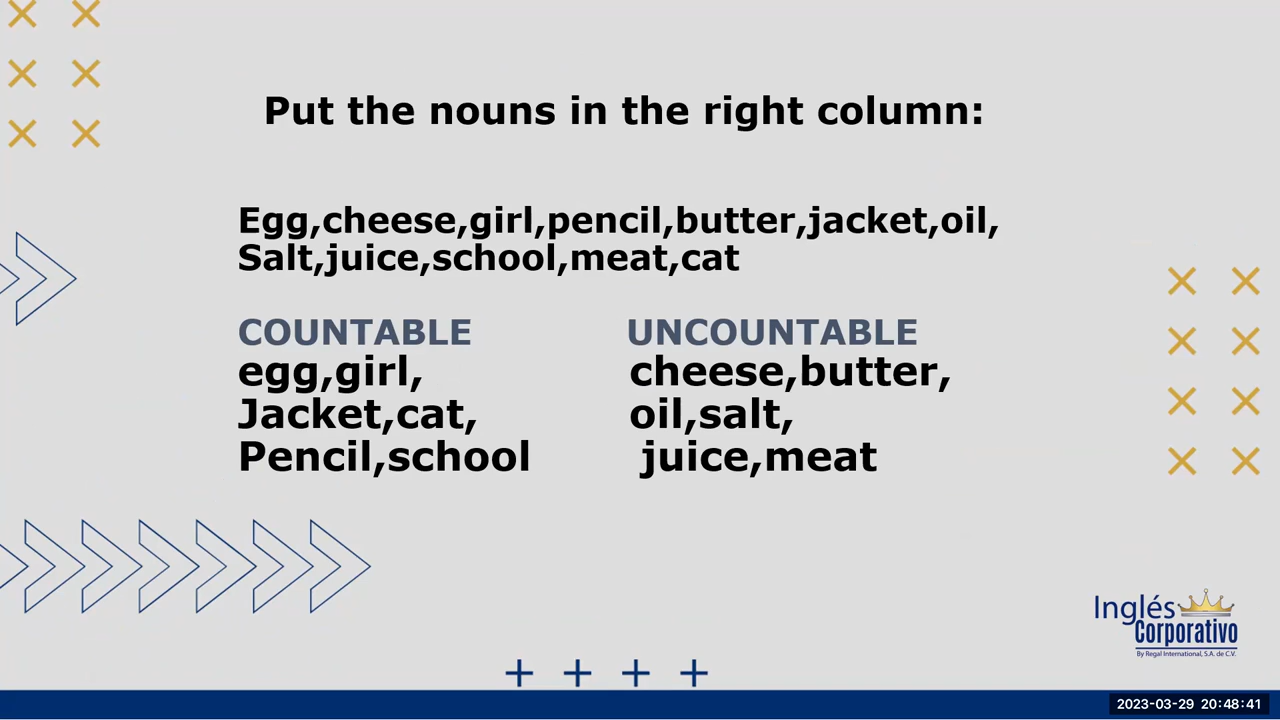 Put the nouns in the right column:
Egg,cheese,girl,pencil,butter,jacket,oil,
Salt,juice,school,meat,cat
COUNTABLE UNCOUNTABLE
egg,girl, cheese,butter,
Jacket,cat, oil,salt,
Pencil,school juice,meat
Inglés
Corporativo
By Regal International, S.A. de C.V.
2023-03-29 20:48:41